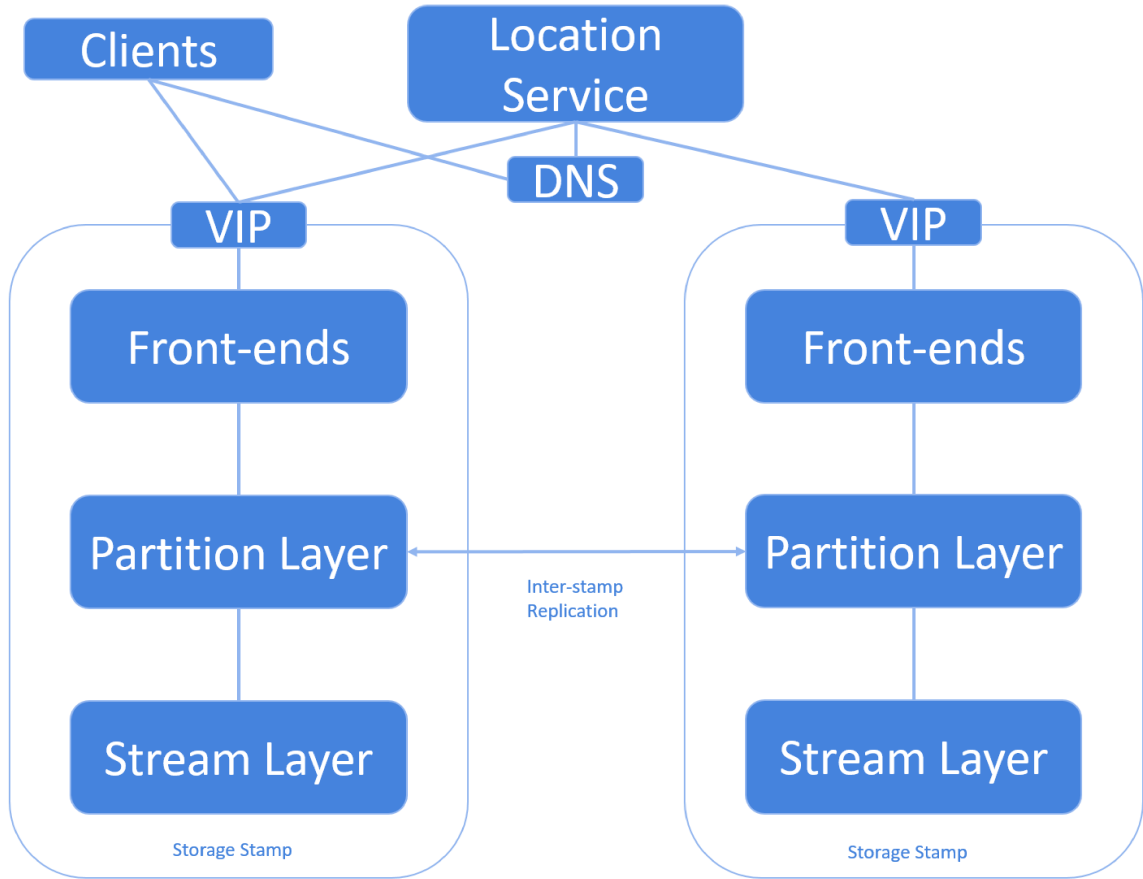 Clients
Location
Service
DNS
VIP
VIP
Front-ends
Front-ends
Partition Layer
Partition Layer
Inter-stamp
Replication
Stream Layer
Stream Layer
Storage Stamp
Storage Stamp